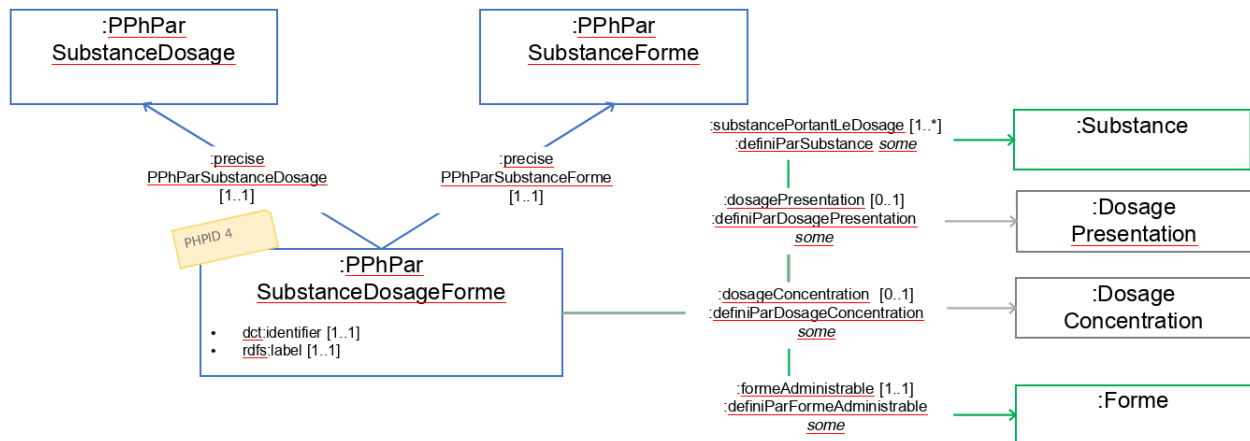 :PPhPar
SubstanceDosage
:PPhPar
SubstanceForme
:precise
PPhParSubstanceDosage
[1..1]
:precise
PPhParSubstanceForme
[1..1]
:substancePortantLeDosage [1..*]
:definiParSubstance some
:Substance
:dosagePresentation [0..1]
:definiParDosagePresentation
some
:Dosage
Presentation
PHPID 4
:PPhPar
SubstanceDosageForme
• dct:identifier [1..1]
• rdfs:label [1..1]
:dosageConcentration [0..1]
:definiParDosageConcentration
some
:Dosage
Concentration
:formeAdministrable [1..1]
:definiParFormeAdministrable
some
:Forme